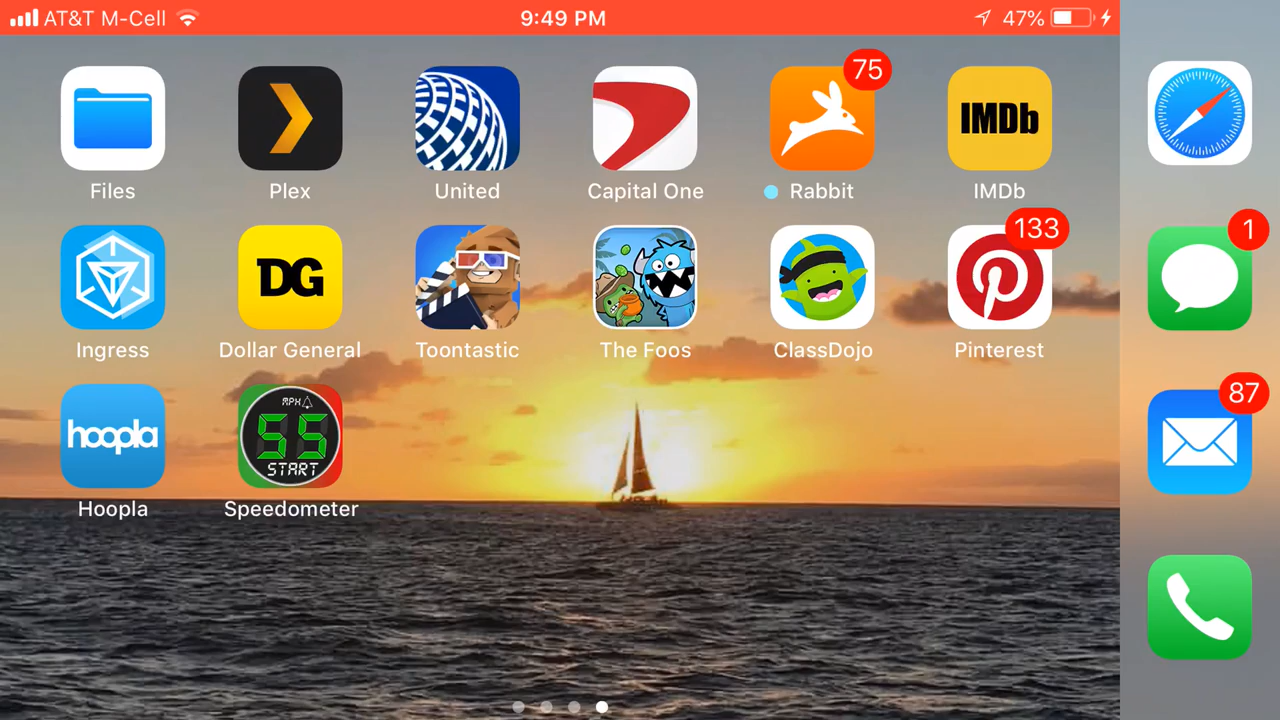 AT&T M-Cell 9:49 PM 47%
75
IMDb
Files Plex United Capital One Rabbit IMDb
133
1
DG
Ingress Dollar General Toontastic The Foos ClassDojo Pinterest
87
hoopla
MPH
55
START
Hoopla Speedometer